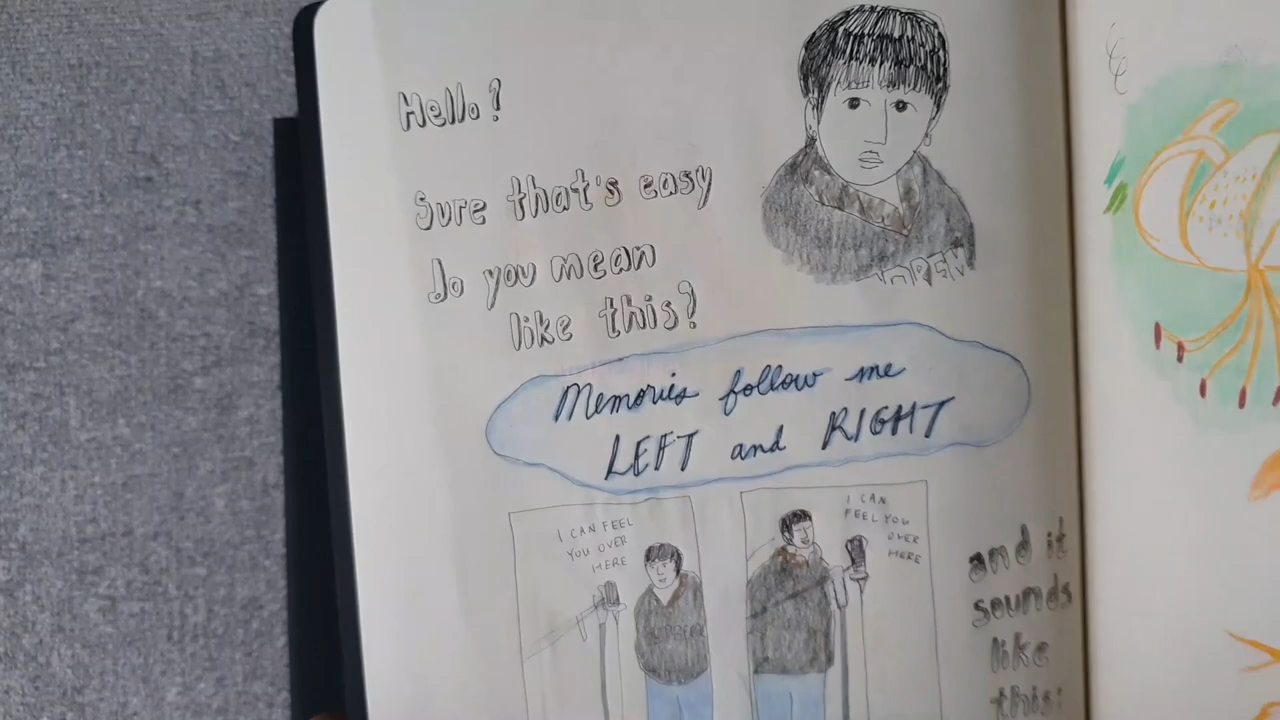 Hello?
Sure that's easy
do you mean
like this?
Memories follow me
LEFT and RIGHT
I CAN FEEL
YOU OVER
HERE
I CAN
FEEL YOU
OVER
HERE
and it
sounds
like
this: